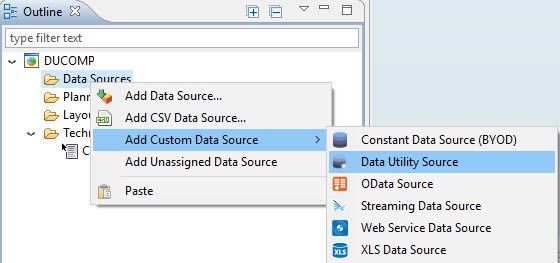 Outline
type filter text
DUCOMP
Data Sources
Layou
Add Data Source...
Add CSV Data Source...
Add Custom Data Source
Add Unassigned Data Source
Paste
Constant Data Source (BYOD)
Data Utility Source
OData Source
Streaming Data Source
Web Service Data Source
XLS Data Source
Plann
Techn
C